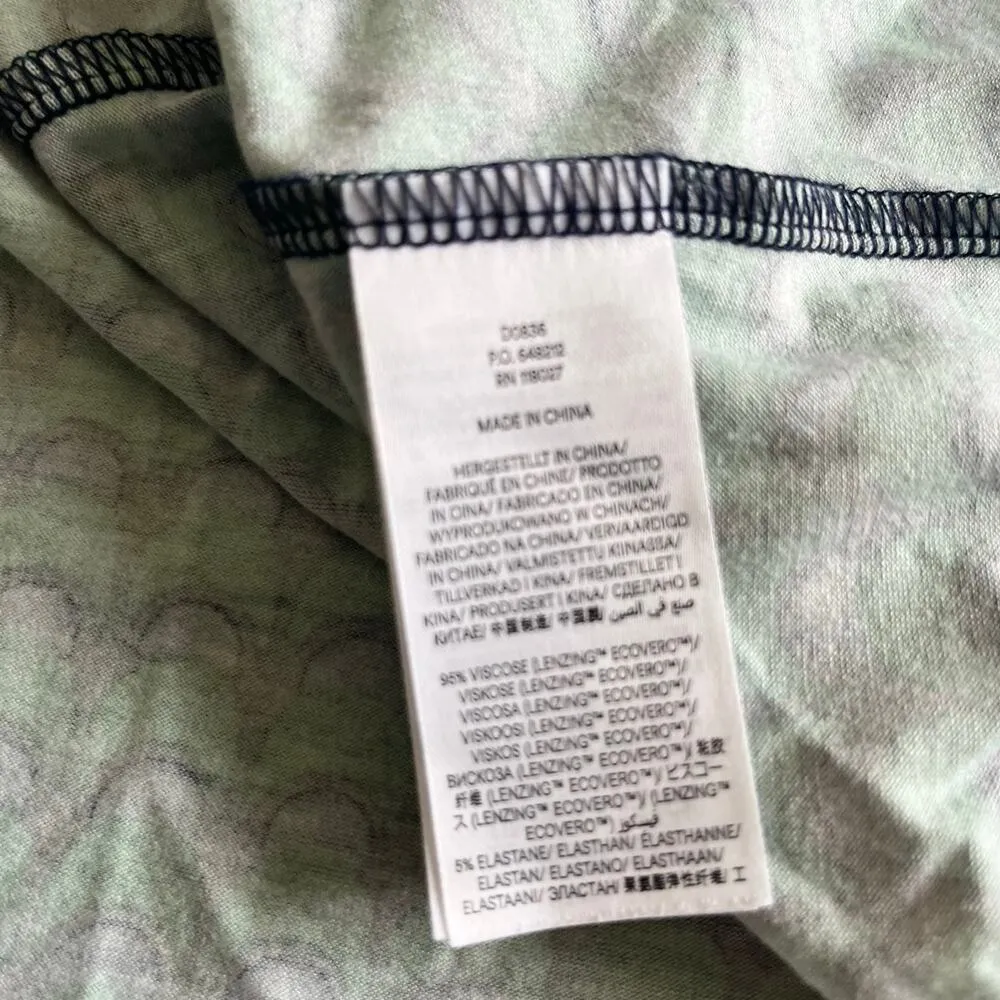 D0836
P.O. 648212
RN 118027
MADE IN CHINA
HERGESTELLT IN CHINA/
FABRIQUÉ EN CHINE/ PRODOTTO
IN CINA/ FABRICADO EN CHINA/
WYPRODUKOWANO W CHINACH/
FABRICADO NA CHINA/ VERVAARDIGD
IN CHINA/ VALMISTETTU KIINASSA/
TILLVERKAD I KINA/ FREMSTILLET I
KINA/ PRODUSERT I KINA/ СДЕЛАНО В
КИТАЕ/ 中国制造/ 中国製/ صنع في الصين
95% VISCOSE (LENZING™ ECOVERO™)/
VISKOSE (LENZING™ ECOVERO™)/
VISCOSA (LENZING™ ECOVERO™)/
VISKOOSI (LENZING™ ECOVERO™)/
VISKOS (LENZING™ ECOVERO™)/
ВИСКОЗА (LENZING™ ECOVERO™)/ 粘胶
纤维 (LENZING™ ECOVERO™)/ ビスコー
ス (LENZING™ ECOVERO™)/ (LENZING™
ECOVERO™) فيسكوز
5% ELASTANE/ ELASTHAN/ ÉLASTHANNE/
ELASTAN/ ELASTANO/ ELASTHAAN/
ELASTAANI/ ЭЛАСТАН/ 聚氨酯弹性纤维/ エ